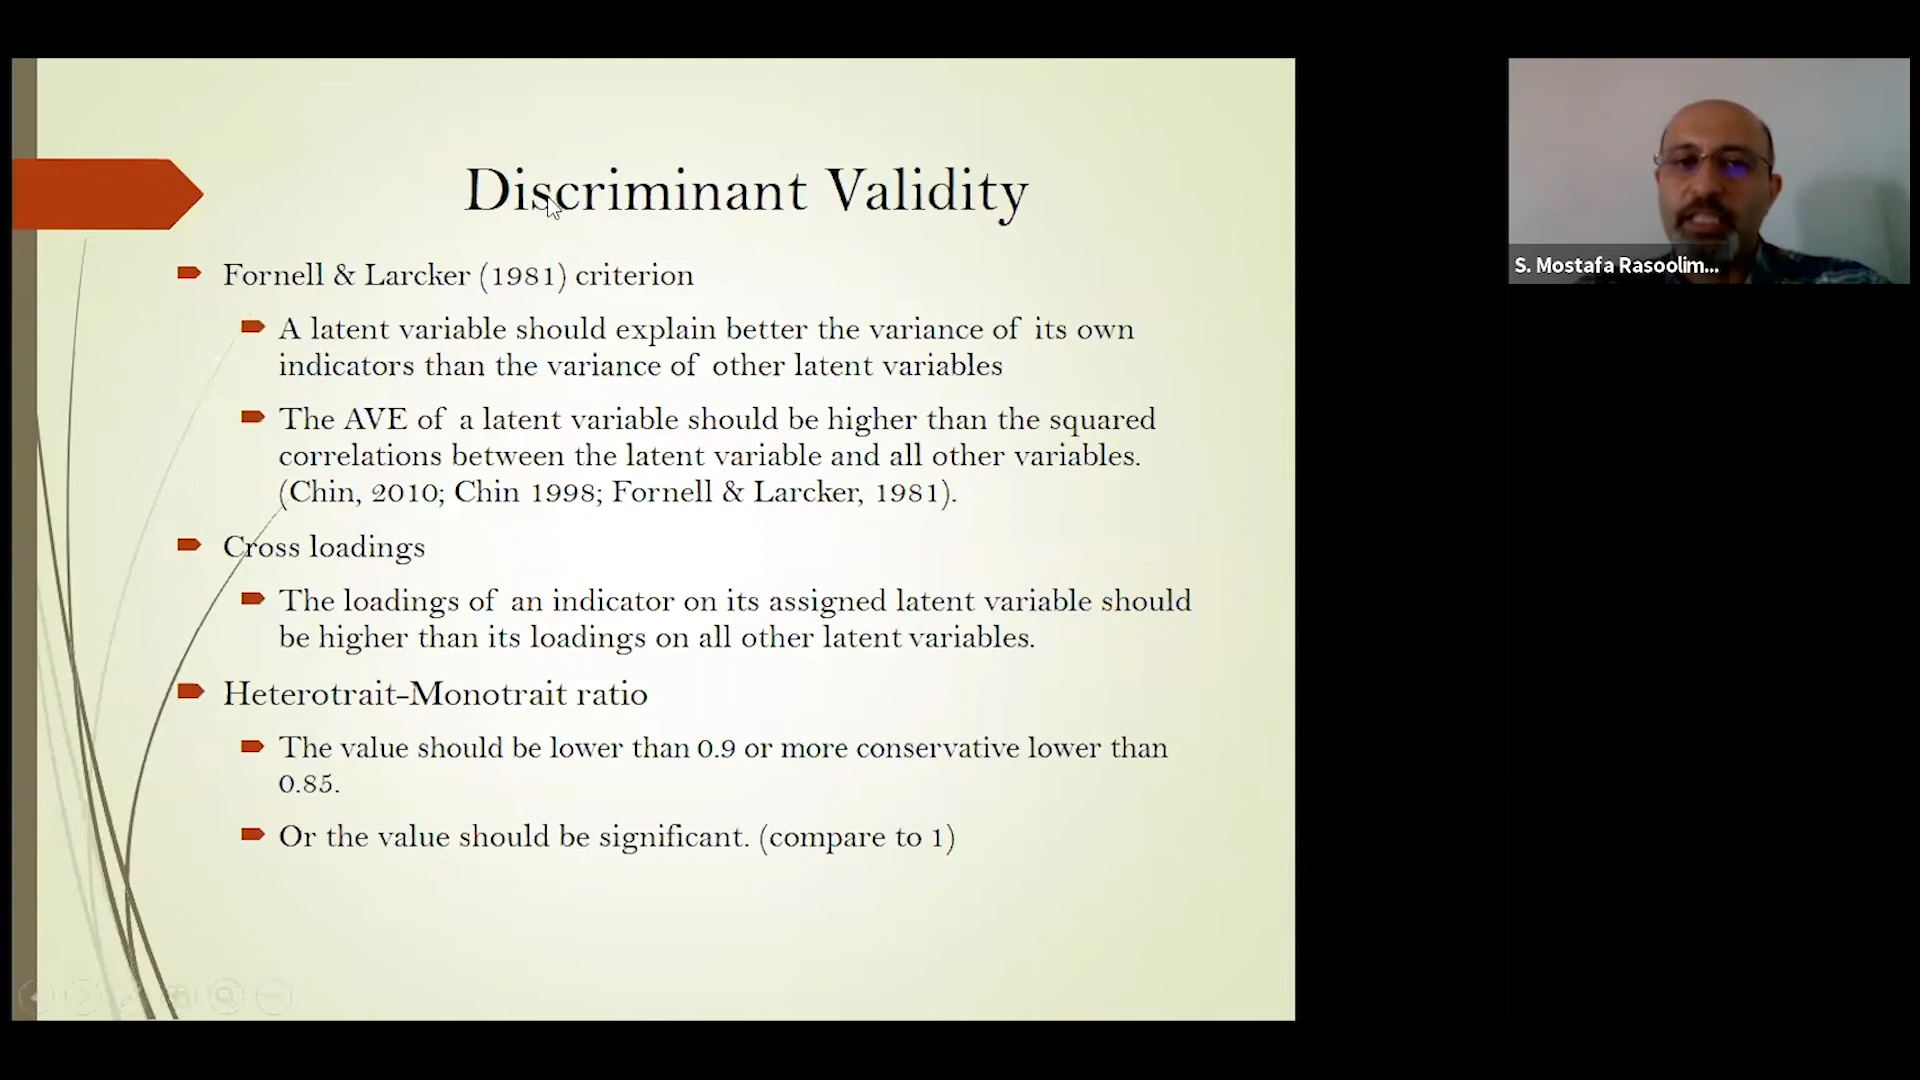 Discriminant Validity
Fornell & Larcker (1981) criterion
A latent variable should explain better the variance of its own
indicators than the variance of other latent variables
The AVE of a latent variable should be higher than the squared
correlations between the latent variable and all other variables.
(Chin, 2010; Chin 1998; Fornell & Larcker, 1981).
Cross loadings
The loadings of an indicator on its assigned latent variable should
be higher than its loadings on all other latent variables.
Heterotrait-Monotrait ratio
The value should be lower than 0.9 or more conservative lower than
0.85.
Or the value should be significant. (compare to 1)
S. Mostafa Rasoolim...